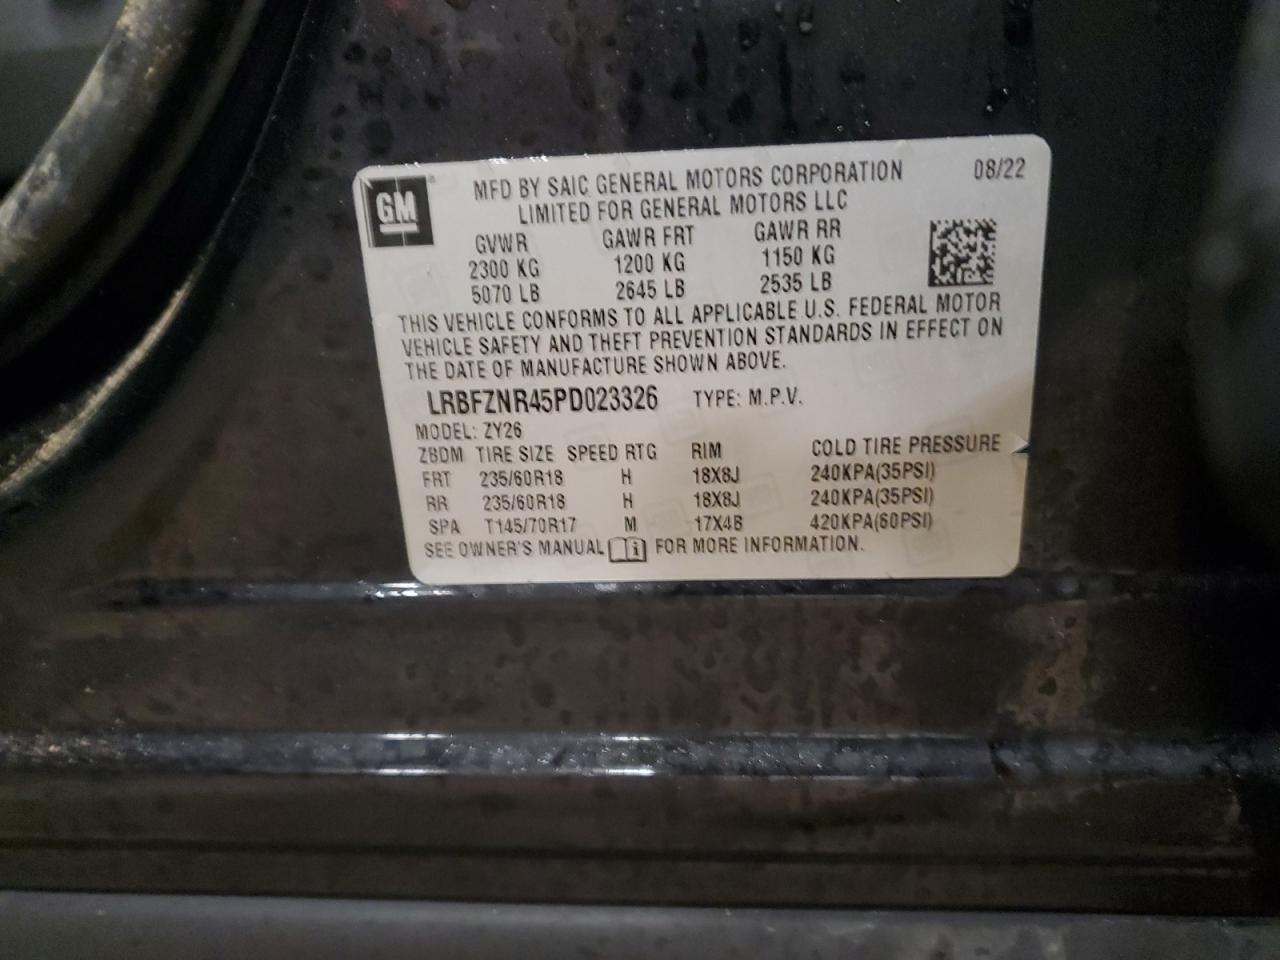 GM
MFD BY SAIC GENERAL MOTORS CORPORATION 08/22
LIMITED FOR GENERAL MOTORS LLC
GVWR GAWR FRT GAWR RR
2300 KG 1200 KG 1150 KG
5070 LB 2645 LB 2535 LB
THIS VEHICLE CONFORMS TO ALL APPLICABLE U.S. FEDERAL MOTOR
VEHICLE SAFETY AND THEFT PREVENTION STANDARDS IN EFFECT ON
THE DATE OF MANUFACTURE SHOWN ABOVE.
LRBFZNR45PD023326 TYPE: M.P.V.
MODEL: ZY26
ZBDM TIRE SIZE SPEED RTG RIM COLD TIRE PRESSURE
FRT 235/60R18 H 18X8J 240KPA(35PSI)
RR 235/60R18 H 18X8J 240KPA(35PSI)
SPA T145/70R17 M 17X4B 420KPA(60PSI)
SEE OWNER'S MANUAL i FOR MORE INFORMATION.